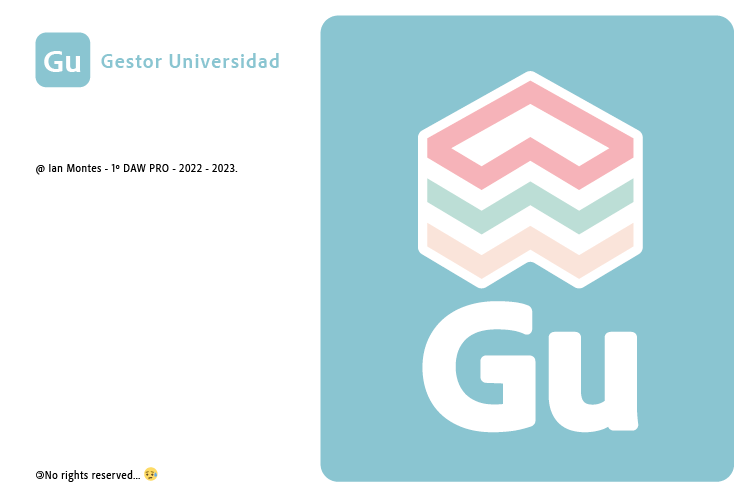 Gu Gestor Universidad
@ Ian Montes - 1º DAW PRO - 2022 - 2023.
Gu
🄯No rights reserved... 😥